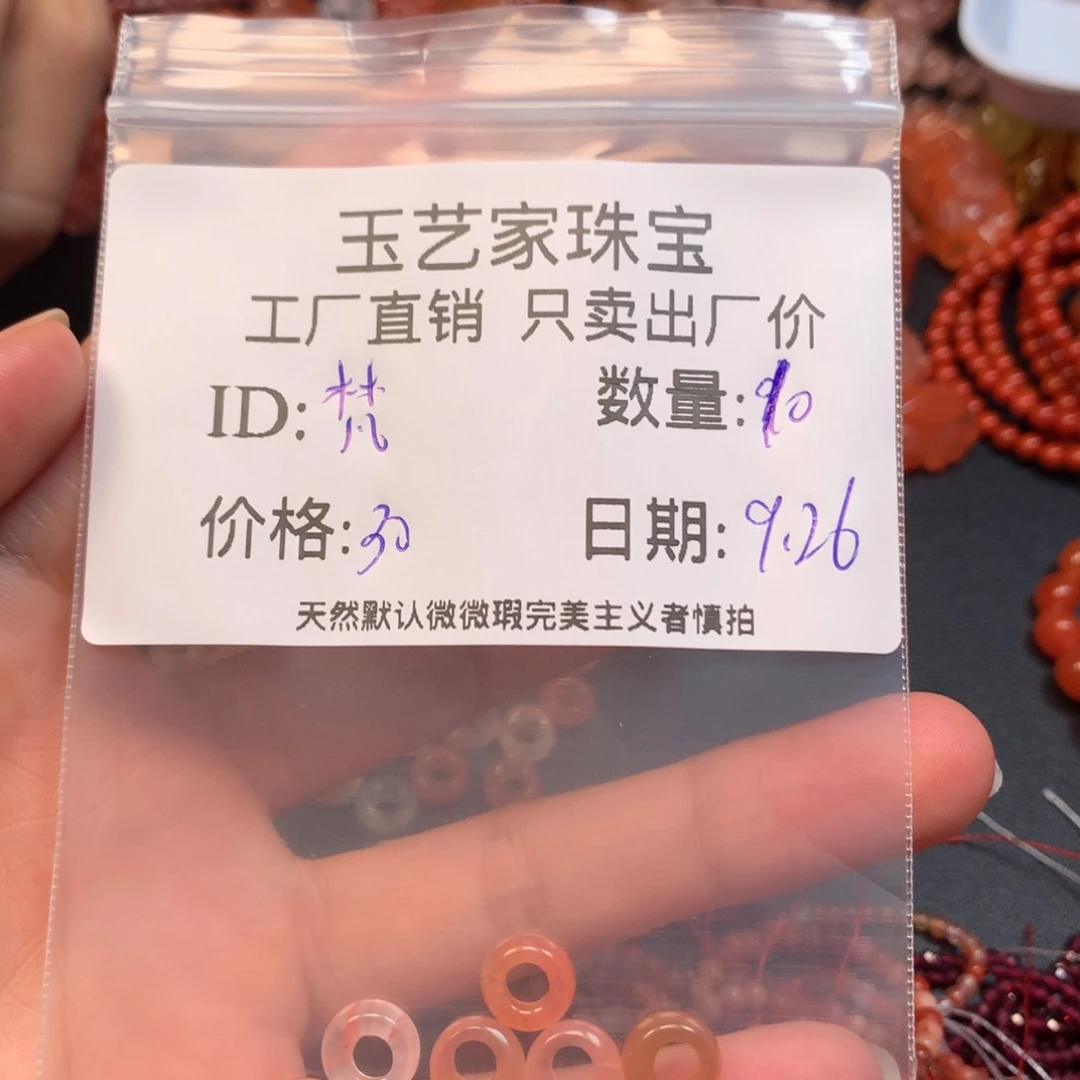 玉艺家珠宝
工厂直销 只卖出厂价
ID:梵 数量:10
价格:30 日期:9.26
天然默认微微瑕完美主义者慎拍